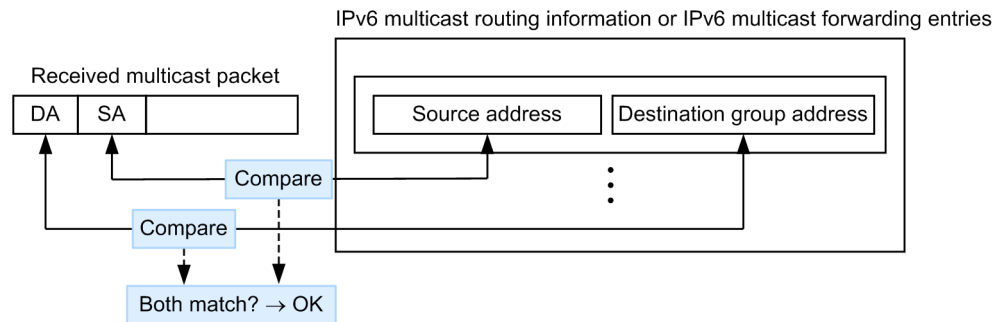 IPv6 multicast routing information or IPv6 multicast forwarding entries
Received multicast packet
DA SA
Source address
Destination group address
Compare
Compare
Both match? → OK